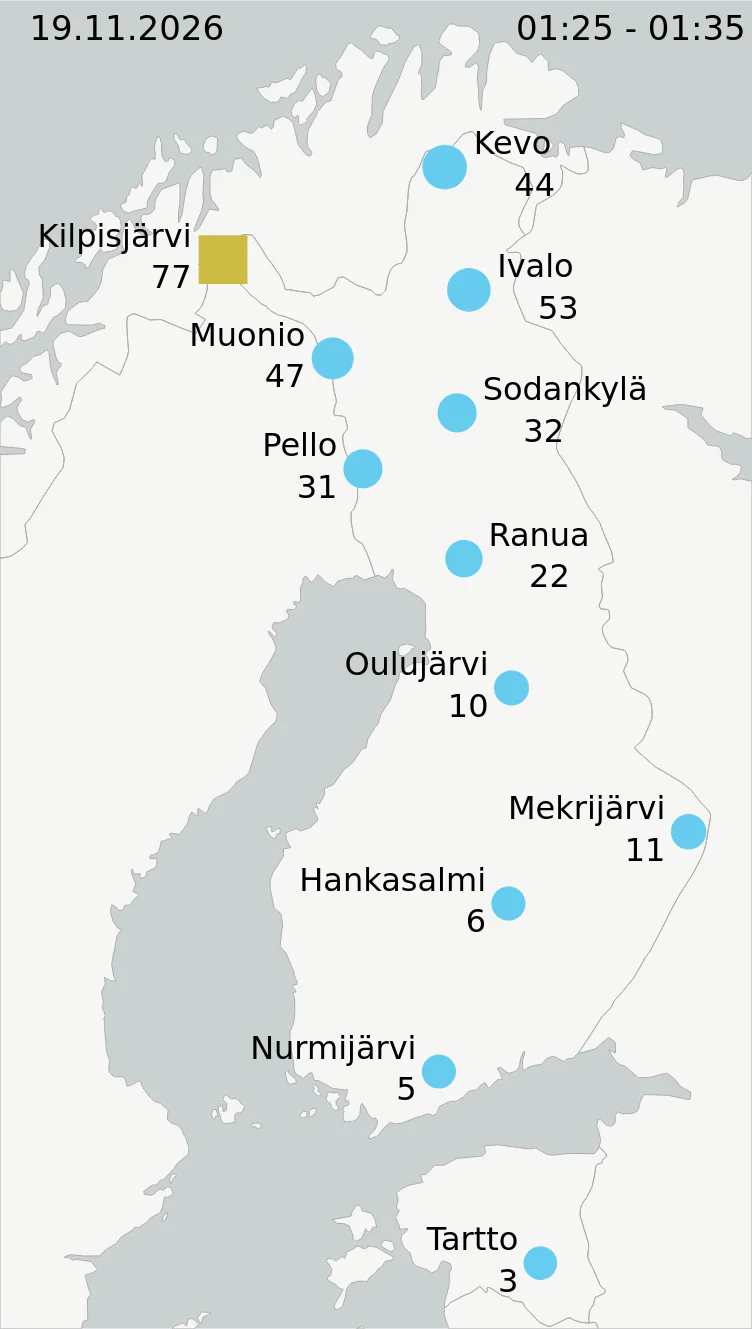 19.11.2026 01:25 - 01:35
Kevo
44
Kilpisjärvi
77
Ivalo
53
Muonio
47
Sodankylä
32
Pello
31
Ranua
22
Oulujärvi
10
Mekrijärvi
11
Hankasalmi
6
Nurmijärvi
5
Tartto
3